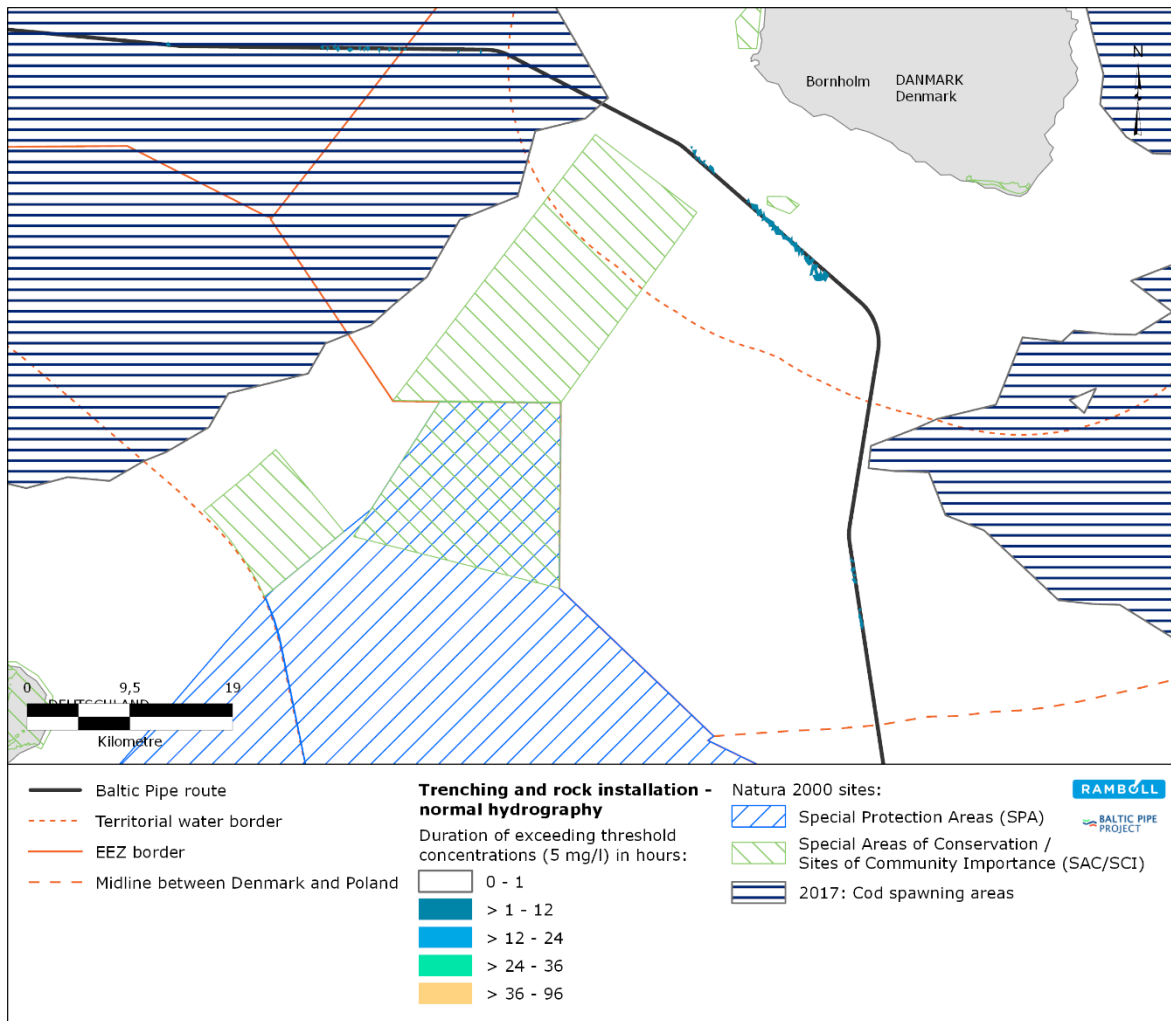 Bornholm
DANMARK
Denmark
N
0
9,5
19
DEUTSCHLAND
Kilometre
Baltic Pipe route
Territorial water border
EEZ border
Midline between Denmark and Poland
Trenching and rock installation -
normal hydrography
Duration of exceeding threshold
concentrations (5 mg/l) in hours:
0 - 1
> 1 - 12
> 12 - 24
> 24 - 36
> 36 - 96
Natura 2000 sites:
Special Protection Areas (SPA)
Special Areas of Conservation /
Sites of Community Importance (SAC/SCI)
2017: Cod spawning areas
RAMBOLL
BALTIC PIPE
PROJECT